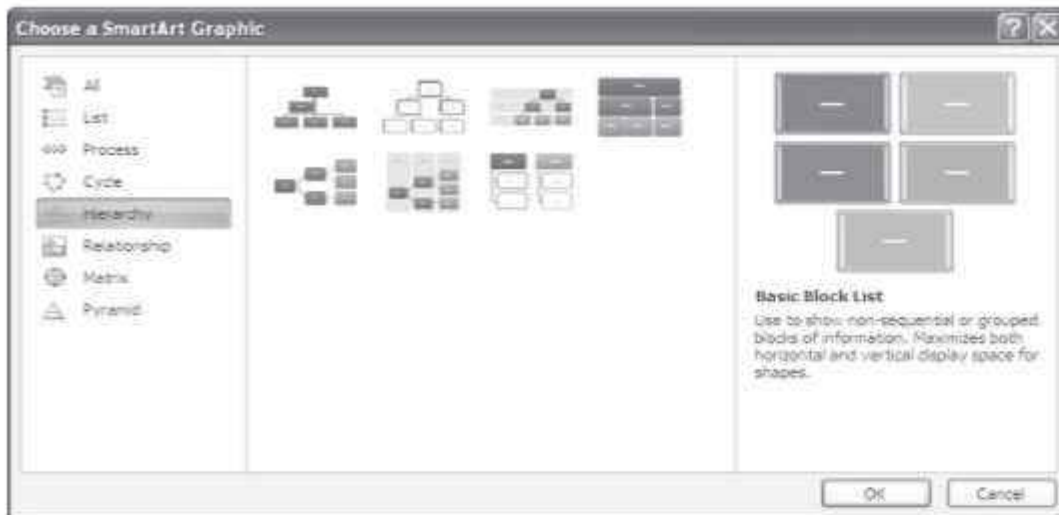 Choose a SmartArt Graphic
All
List
Process
Cycle
Hierarchy
Relationship
Matrix
Pyramid
Basic Block List
Use to show non-sequential or grouped
blocks of information. Maximizes both
horizontal and vertical display space for
shapes.
OK
Cancel